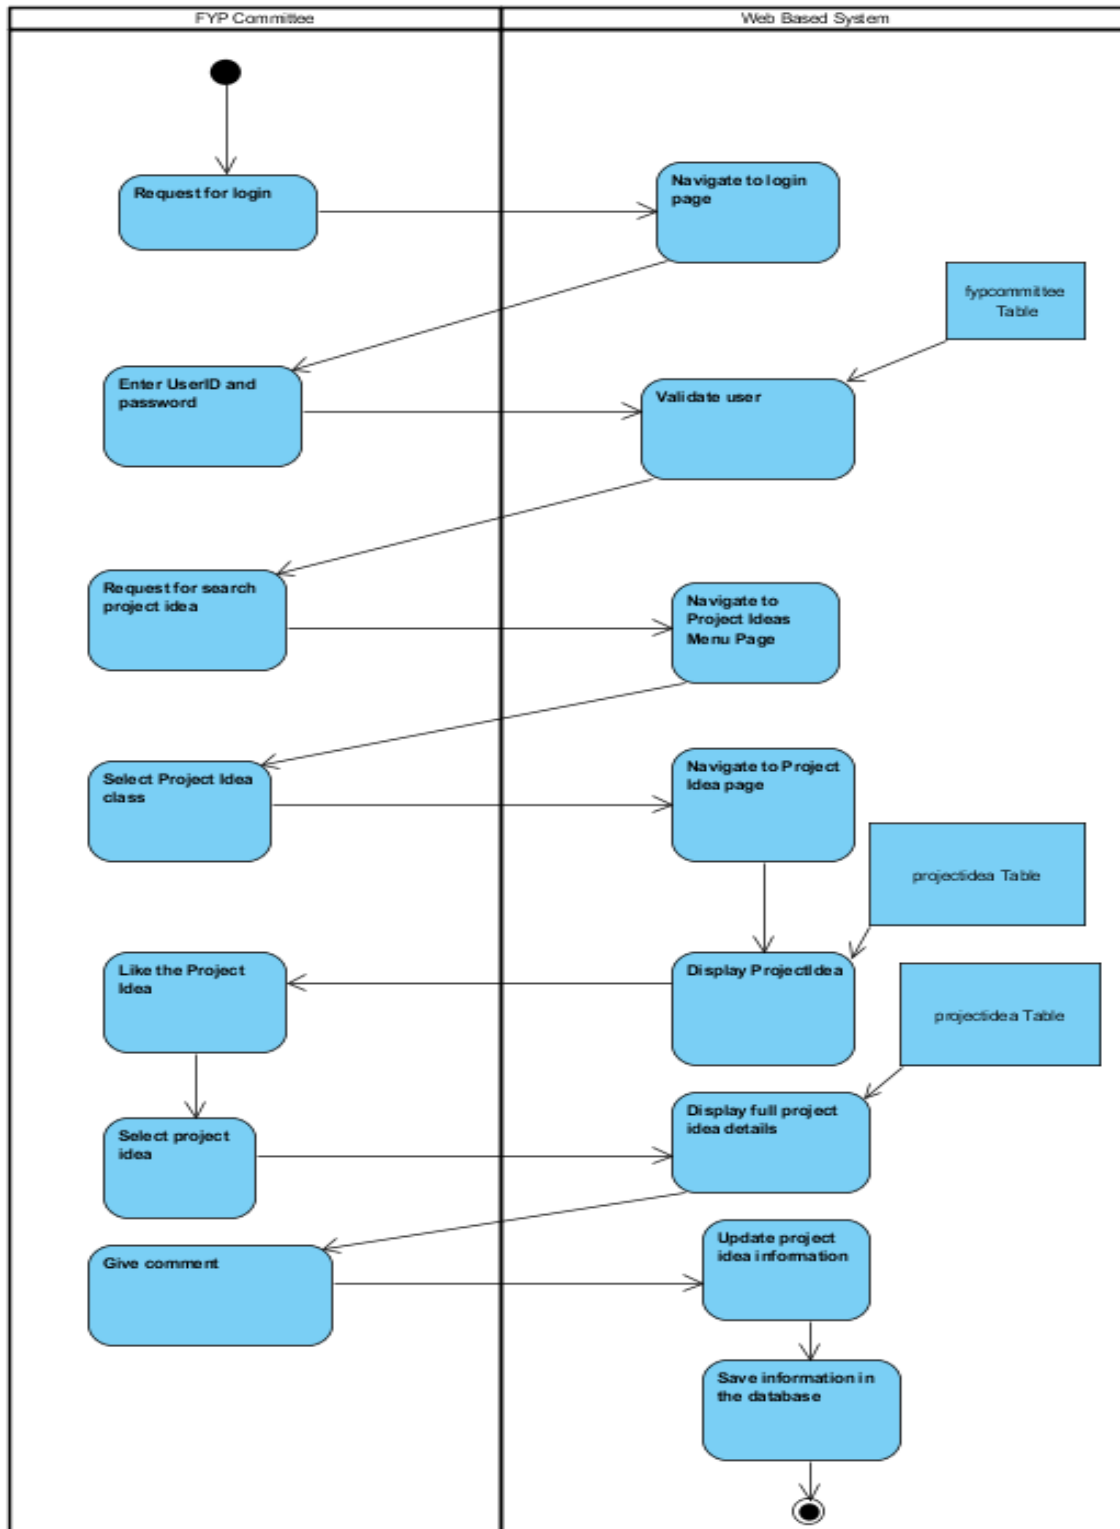 FYP Committee
Web Based System
Request for login
Navigate to login
page
fypcommittee
Table
Enter UserID and
password
Validate user
Request for search
project idea
Navigate to
Project Ideas
Menu Page
Select Project Idea
class
Navigate to Project
Idea page
projectidea Table
Like the Project
Idea
Display ProjectIdea
projectidea Table
Select project
idea
Display full project
idea details
Give comment
Update project
idea information
Save information in
the database